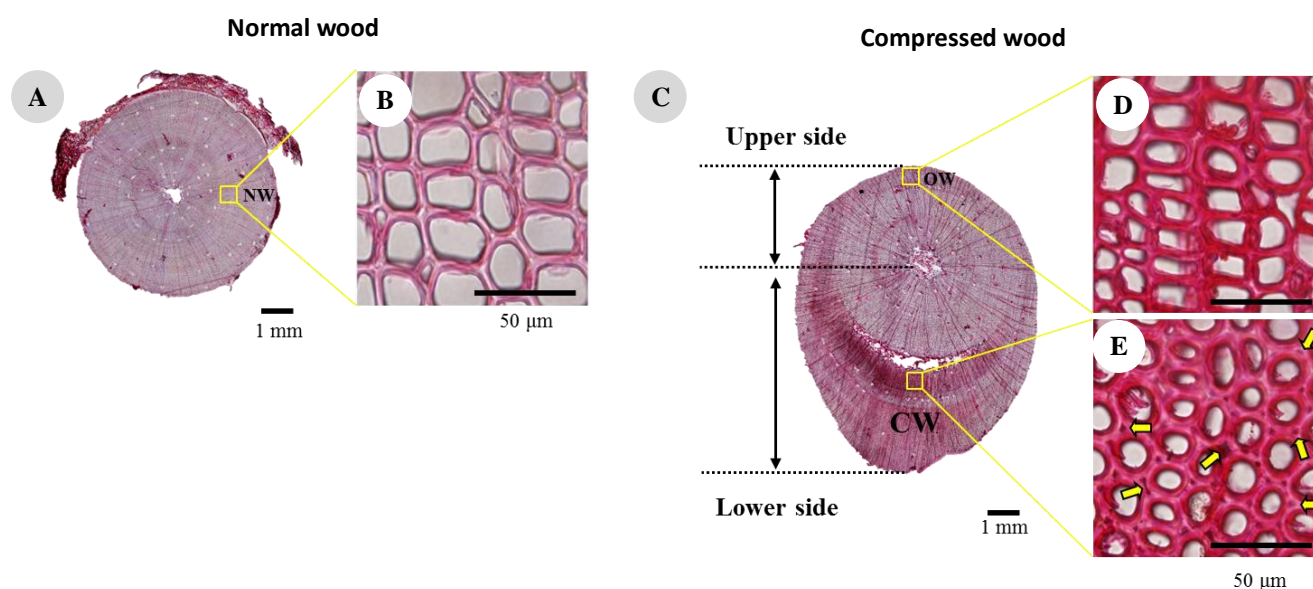 Normal wood
Compressed wood
A
B
NW
1 mm
50 μm
C
Upper side
OW
CW
Lower side
1 mm
D
E
50 μm